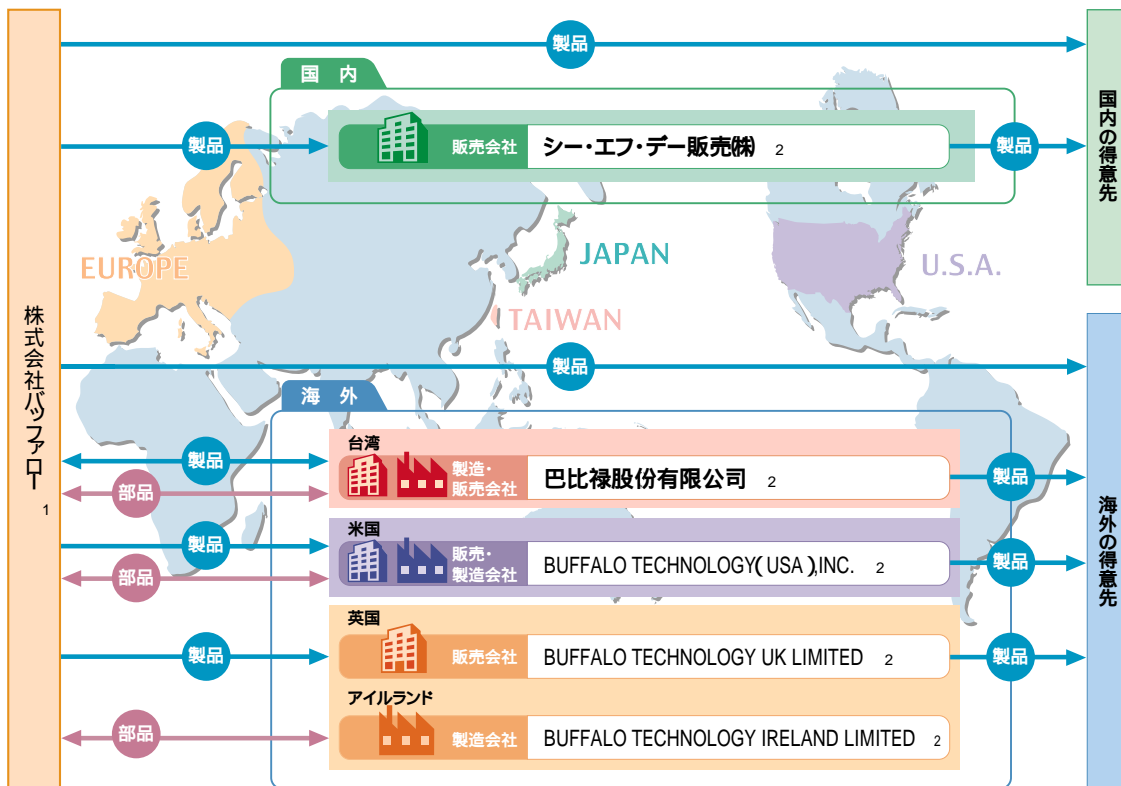 株式会社バッファロー 1
製品
国内
製品
販売会社
シー・エフ・デー販売㈱ 2
製品
国内の得意先
EUROPE
JAPAN
U.S.A.
TAIWAN
製品
海外
台湾
製品
部品
製造・
販売会社
巴比禄股份有限公司 2
製品
米国
製品
部品
販売・
製造会社
BUFFALO TECHNOLOGY(USA),INC. 2
製品
英国
製品
販売会社
BUFFALO TECHNOLOGY UK LIMITED 2
製品
アイルランド
部品
製造会社
BUFFALO TECHNOLOGY IRELAND LIMITED 2
海外の得意先